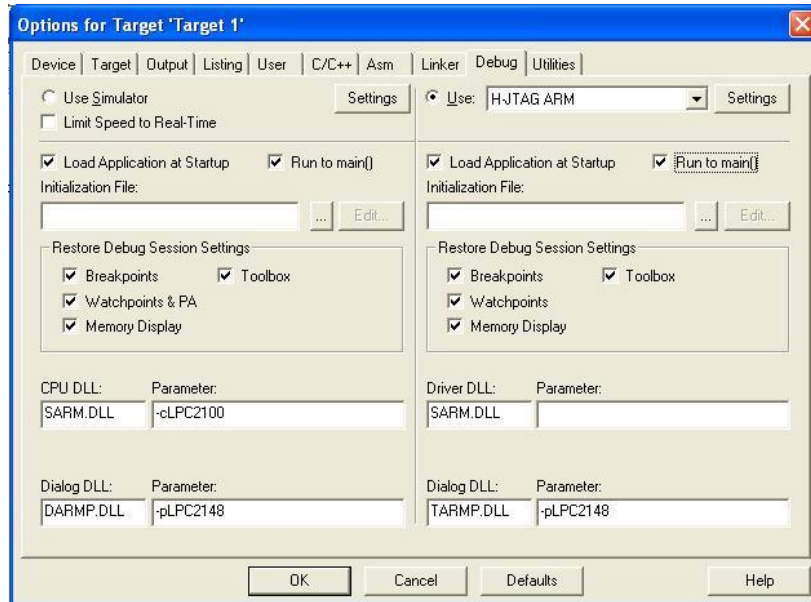 Options for Target 'Target 1'
Device Target Output Listing User C/C++ Asm Linker Debug Utilities
Use Simulator Settings Use: H-JTAG ARM Settings
Limit Speed to Real-Time
Load Application at Startup Run to main() Load Application at Startup Run to main()
Initialization File: Initialization File:
... Edit... ... Edit...
Restore Debug Session Settings Restore Debug Session Settings
Breakpoints Toolbox Breakpoints Toolbox
Watchpoints & PA Watchpoints
Memory Display Memory Display
CPU DLL: Parameter: Driver DLL: Parameter:
SARM.DLL -cLPC2100 SARM.DLL
Dialog DLL: Parameter: Dialog DLL: Parameter:
DARMP.DLL -pLPC2148 TARMP.DLL -pLPC2148
OK Cancel Defaults Help